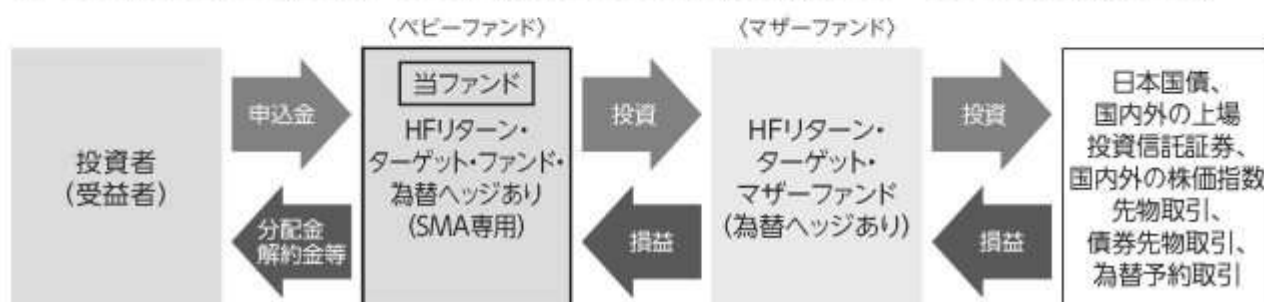 〈ベビーファンド〉
〈マザーファンド〉
投資者
(受益者)
申込金
分配金
解約金等
当ファンド
HFリターン・
ターゲット・ファンド・
為替ヘッジあり
(SMA専用)
投資
損益
HFリターン・
ターゲット・
マザーファンド
(為替ヘッジあり)
投資
損益
日本国債、
国内外の上場
投資信託証券、
国内外の株価指数
先物取引、
債券先物取引、
為替予約取引